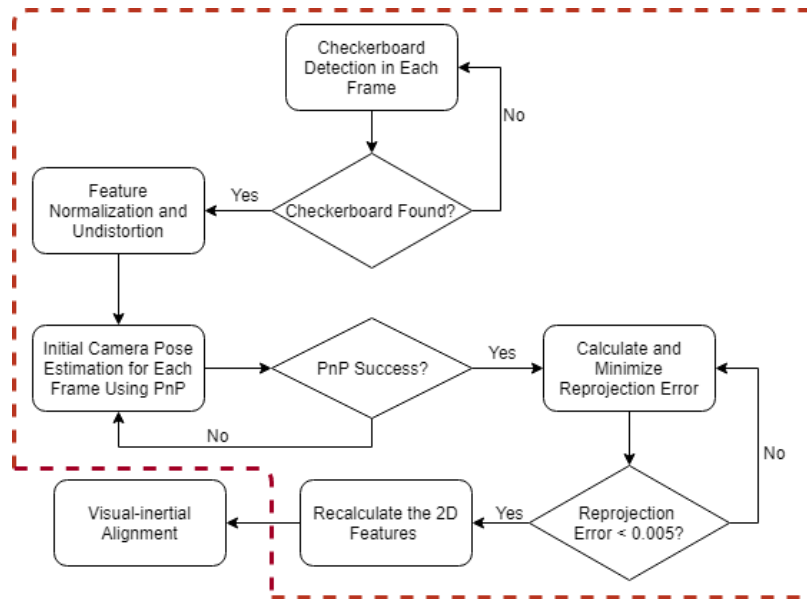 Checkerboard
Detection in Each
Frame
No
Checkerboard Found?
Yes
Feature
Normalization and
Undistortion
Initial Camera Pose
Estimation for Each
Frame Using PnP
PnP Success?
No
Yes
Calculate and
Minimize
Reprojection Error
No
Reprojection
Error < 0.005?
Yes
Recalculate the 2D
Features
Visual-inertial
Alignment